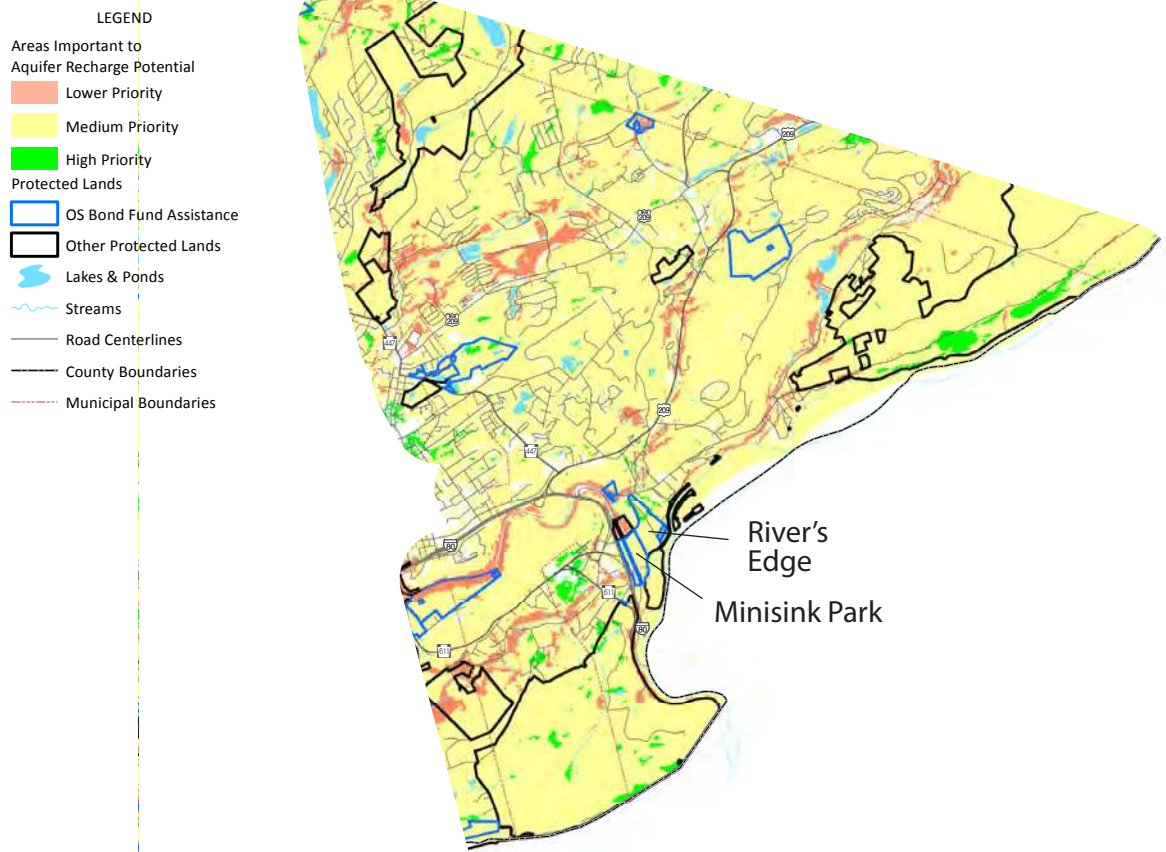 LEGEND
Areas Important to
Aquifer Recharge Potential
Lower Priority
Medium Priority
High Priority
Protected Lands
OS Bond Fund Assistance
Other Protected Lands
Lakes & Ponds
Streams
Road Centerlines
County Boundaries
Municipal Boundaries
209
209
209
447
209
447
80
611
611
80
River's
Edge
Minisink Park